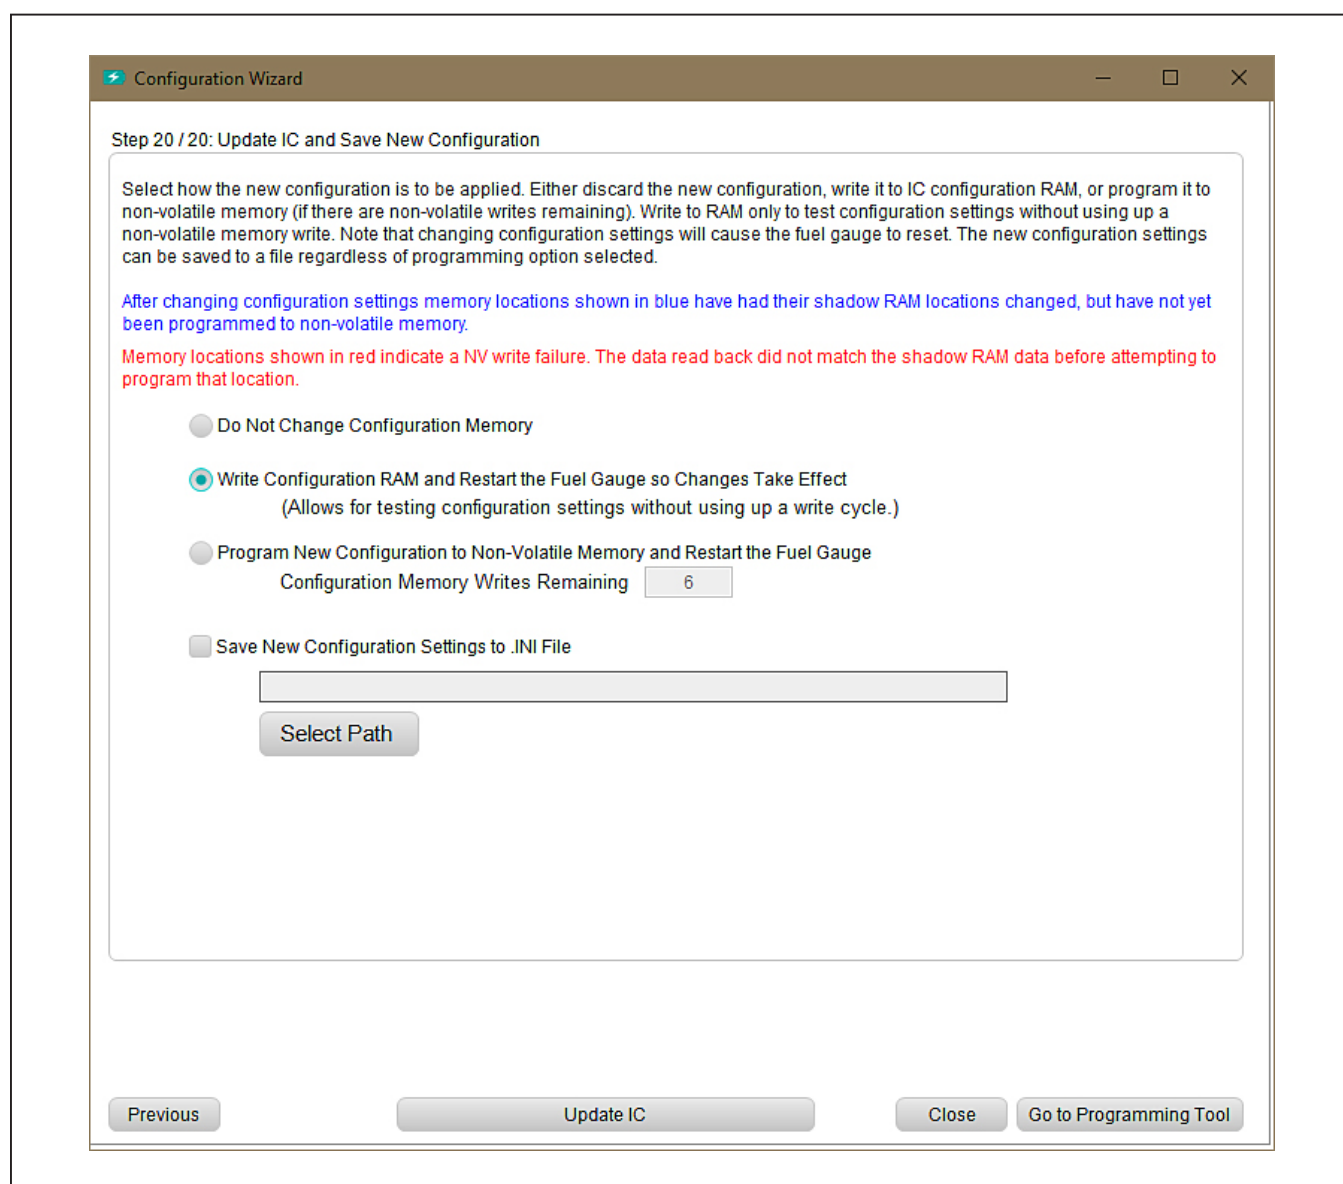 Configuration Wizard
Step 20 / 20: Update IC and Save New Configuration
Select how the new configuration is to be applied. Either discard the new configuration, write it to IC configuration RAM, or program it to
non-volatile memory (if there are non-volatile writes remaining). Write to RAM only to test configuration settings without using up a
non-volatile memory write. Note that changing configuration settings will cause the fuel gauge to reset. The new configuration settings
can be saved to a file regardless of programming option selected.
After changing configuration settings memory locations shown in blue have had their shadow RAM locations changed, but have not yet
been programmed to non-volatile memory.
Memory locations shown in red indicate a NV write failure. The data read back did not match the shadow RAM data before attempting to
program that location.
Do Not Change Configuration Memory
Write Configuration RAM and Restart the Fuel Gauge so Changes Take Effect
(Allows for testing configuration settings without using up a write cycle.)
Program New Configuration to Non-Volatile Memory and Restart the Fuel Gauge
Configuration Memory Writes Remaining 6
Save New Configuration Settings to .INI File
Select Path
Previous Update IC Close Go to Programming Tool